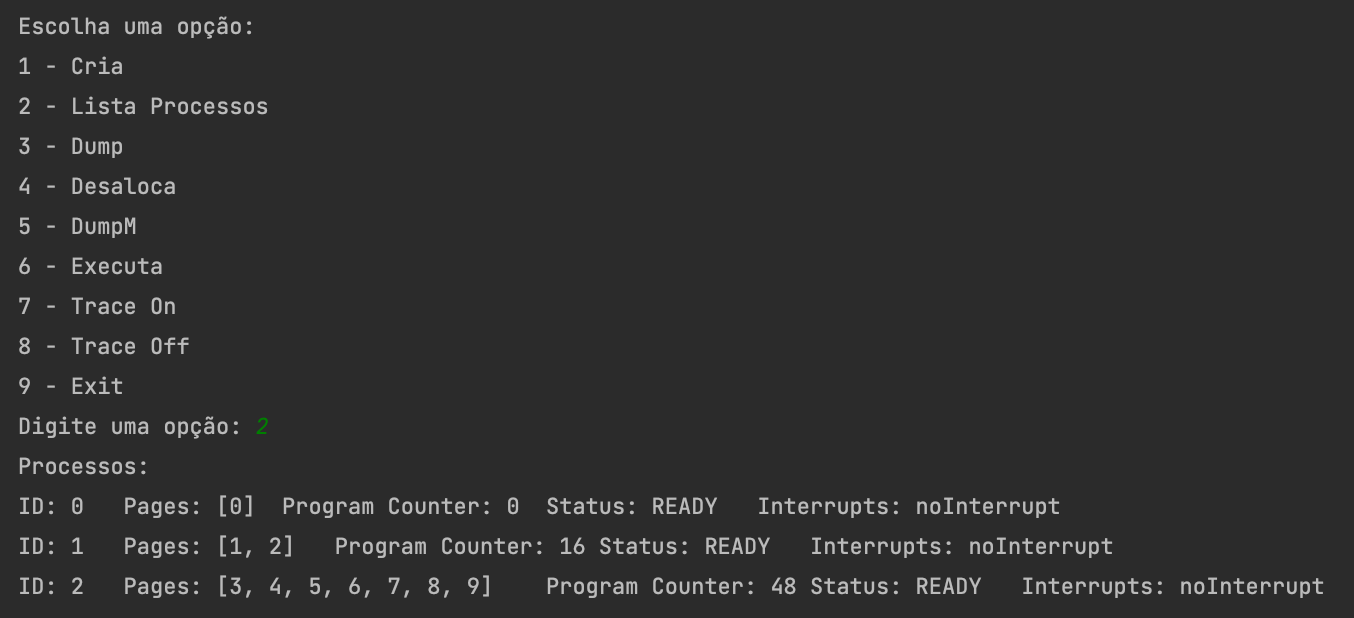 Escolha uma opção:
1 - Cria
2 - Lista Processos
3 - Dump
4 - Desaloca
5 - DumpM
6 - Executa
7 - Trace On
8 - Trace Off
9 - Exit
Digite uma opção: 2
Processos:
ID: 0   Pages: [0]  Program Counter: 0  Status: READY   Interrupts: noInterrupt
ID: 1   Pages: [1, 2]   Program Counter: 16 Status: READY   Interrupts: noInterrupt
ID: 2   Pages: [3, 4, 5, 6, 7, 8, 9]    Program Counter: 48 Status: READY   Interrupts: noInterrupt